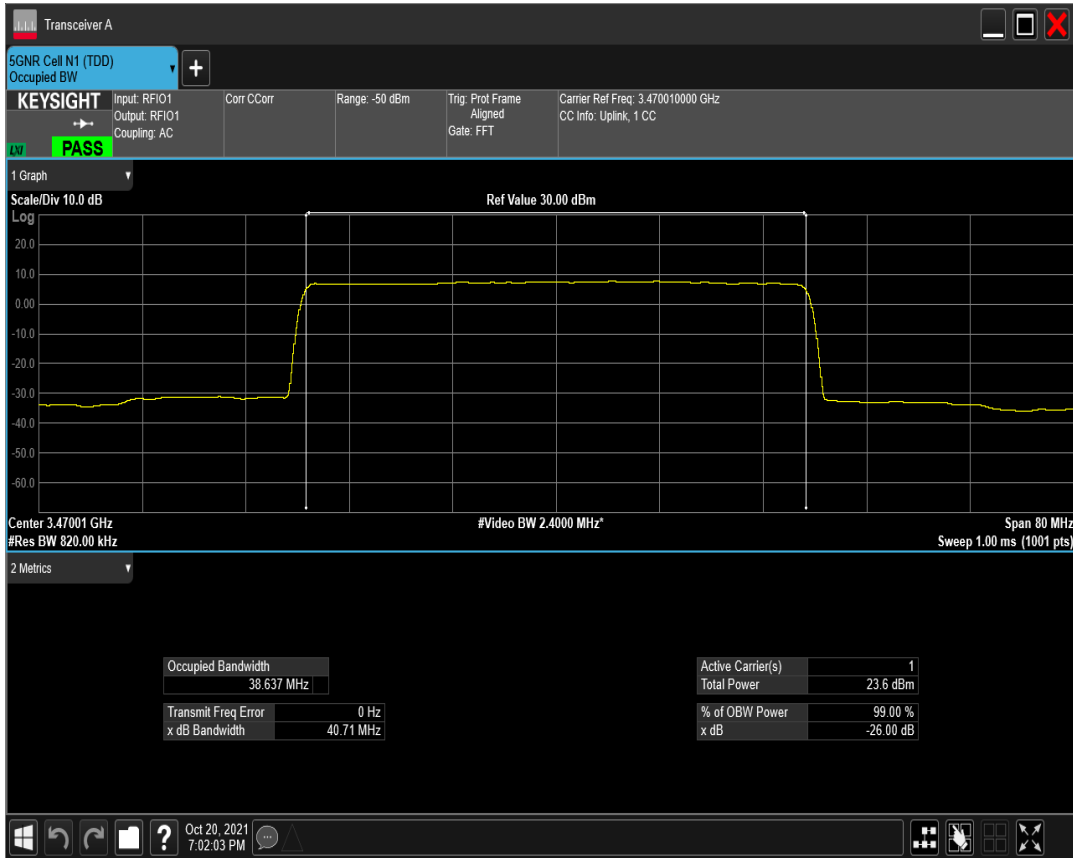 Transceiver A
5GNR Cell N1 (TDD)
Occupied BW
KEYSIGHT
LXI
PASS
Input: RFIO1
Output: RFIO1
Coupling: AC
Corr CCorr
Range: -50 dBm
Trig: Prot Frame
Aligned
Gate: FFT
Carrier Ref Freq: 3.470010000 GHz
CC Info: Uplink, 1 CC
1 Graph
Scale/Div 10.0 dB
Ref Value 30.00 dBm
Log
20.0
10.0
0.00
-10.0
-20.0
-30.0
-40.0
-50.0
-60.0
Center 3.47001 GHz
#Video BW 2.4000 MHz*
Span 80 MHz
#Res BW 820.00 kHz
Sweep 1.00 ms (1001 pts)
2 Metrics
Occupied Bandwidth
38.637 MHz
Transmit Freq Error 0 Hz
x dB Bandwidth 40.71 MHz
Active Carrier(s) 1
Total Power 23.6 dBm
% of OBW Power 99.00 %
x dB -26.00 dB
Oct 20, 2021
7:02:03 PM